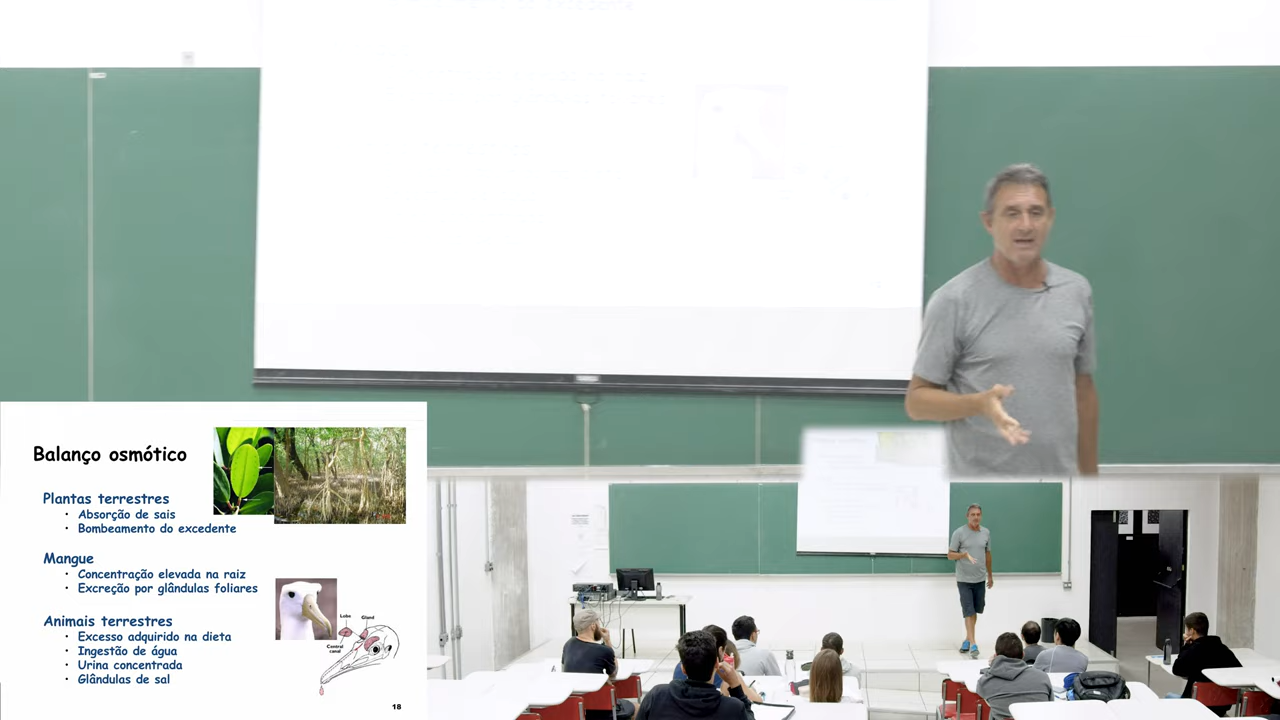 Balanço osmótico
Plantas terrestres
• Absorção de sais
• Bombeamento do excedente
Mangue
• Concentração elevada na raiz
• Excreção por glândulas foliares
Animais terrestres
• Excesso adquirido na dieta
• Ingestão de água
• Urina concentrada
• Glândulas de sal
Lobe
Gland
Central
canal
18